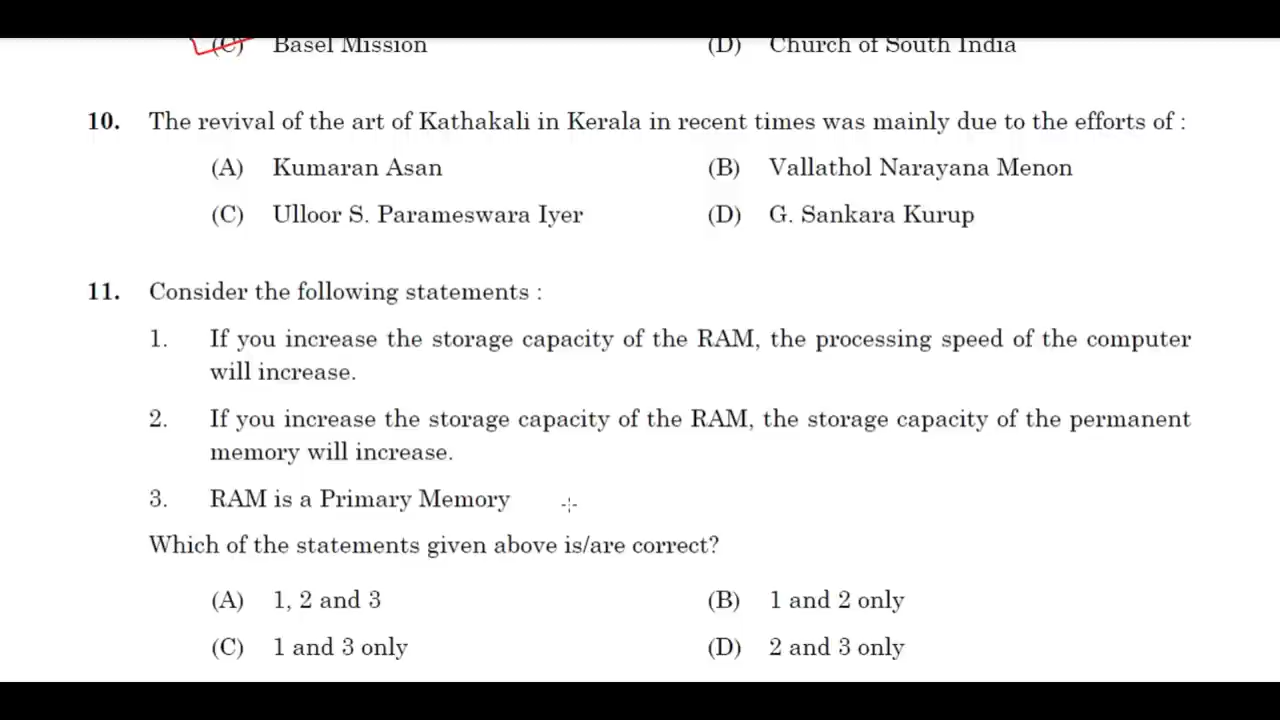 (C) Basel Mission (D) Church of South India
10. The revival of the art of Kathakali in Kerala in recent times was mainly due to the efforts of :
(A) Kumaran Asan (B) Vallathol Narayana Menon
(C) Ulloor S. Parameswara Iyer (D) G. Sankara Kurup
11. Consider the following statements :
1. If you increase the storage capacity of the RAM, the processing speed of the computer
will increase.
2. If you increase the storage capacity of the RAM, the storage capacity of the permanent
memory will increase.
3. RAM is a Primary Memory
Which of the statements given above is/are correct?
(A) 1, 2 and 3 (B) 1 and 2 only
(C) 1 and 3 only (D) 2 and 3 only